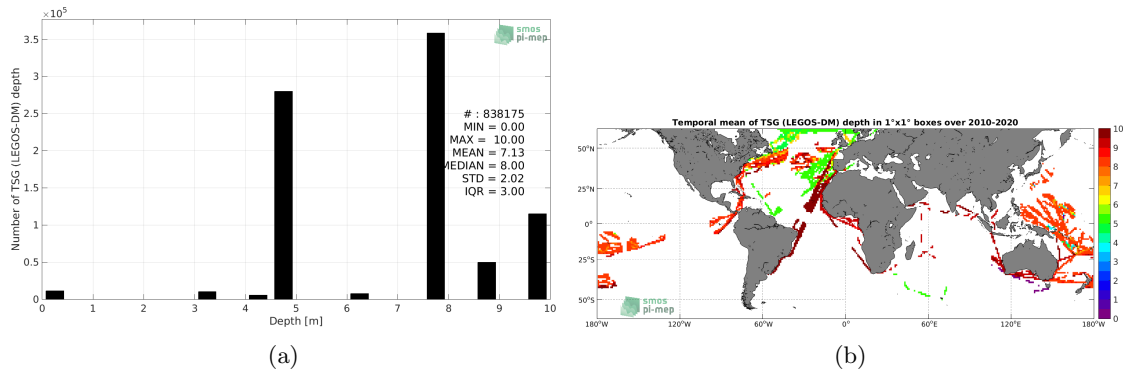 ×10⁵
smos
pi-mep
3.5
3
2.5
2
1.5
1
0.5
0
Number of TSG (LEGOS-DM) depth
# : 838175
MIN = 0.00
MAX = 10.00
MEAN = 7.13
MEDIAN = 8.00
STD = 2.02
IQR = 3.00
0 1 2 3 4 5 6 7 8 9 10
Depth [m]
(a)
Temporal mean of TSG (LEGOS-DM) depth in 1°x1° boxes over 2010-2020
50°N
25°N
0°
25°S
50°S
smos
pi-mep
180°W 120°W 60°W 0° 60°E 120°E 180°W
10
9
8
7
6
5
4
3
2
1
0
(b)